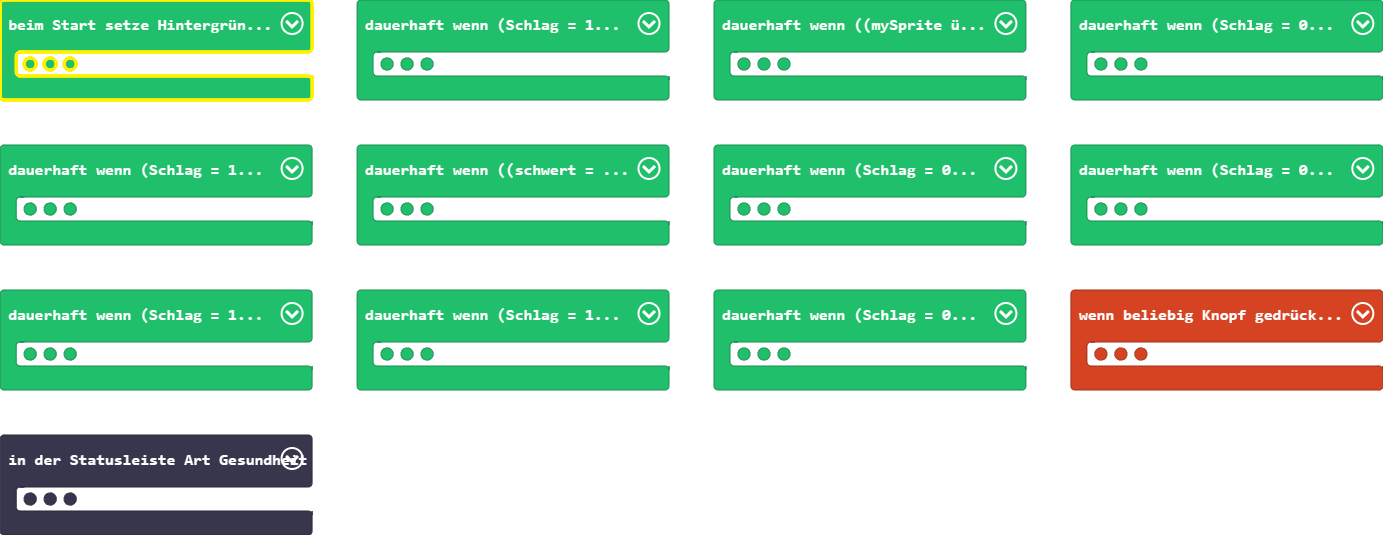 beim Start setze Hintergrün...
dauerhaft wenn (Schlag = 1...
dauerhaft wenn ((mySprite ü...
dauerhaft wenn (Schlag = 0...
dauerhaft wenn (Schlag = 1...
dauerhaft wenn ((schwert = ...
dauerhaft wenn (Schlag = 0...
dauerhaft wenn (Schlag = 0...
dauerhaft wenn (Schlag = 1...
dauerhaft wenn (Schlag = 1...
dauerhaft wenn (Schlag = 0...
wenn beliebig Knopf gedrück...
in der Statusleiste Art Gesundheit